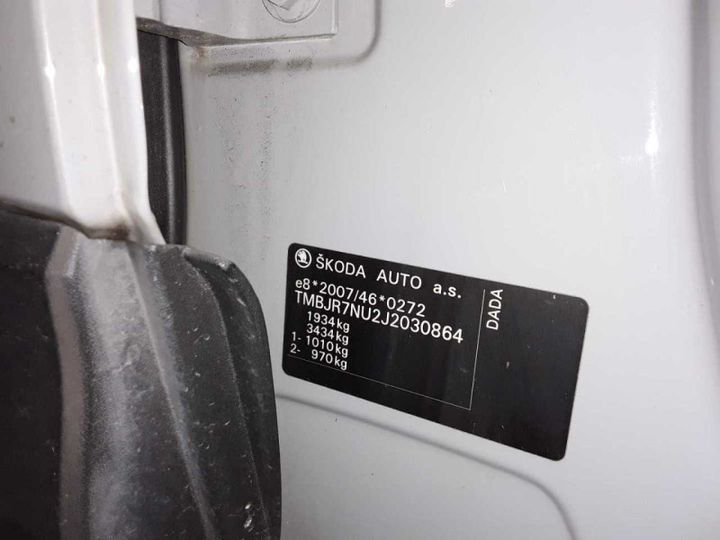 ŠKODA AUTO a.s.
e8*2007/46*0272
TMBJR7NU2J2030864
1934kg
3434kg
1- 1010kg
2- 970kg
DADA